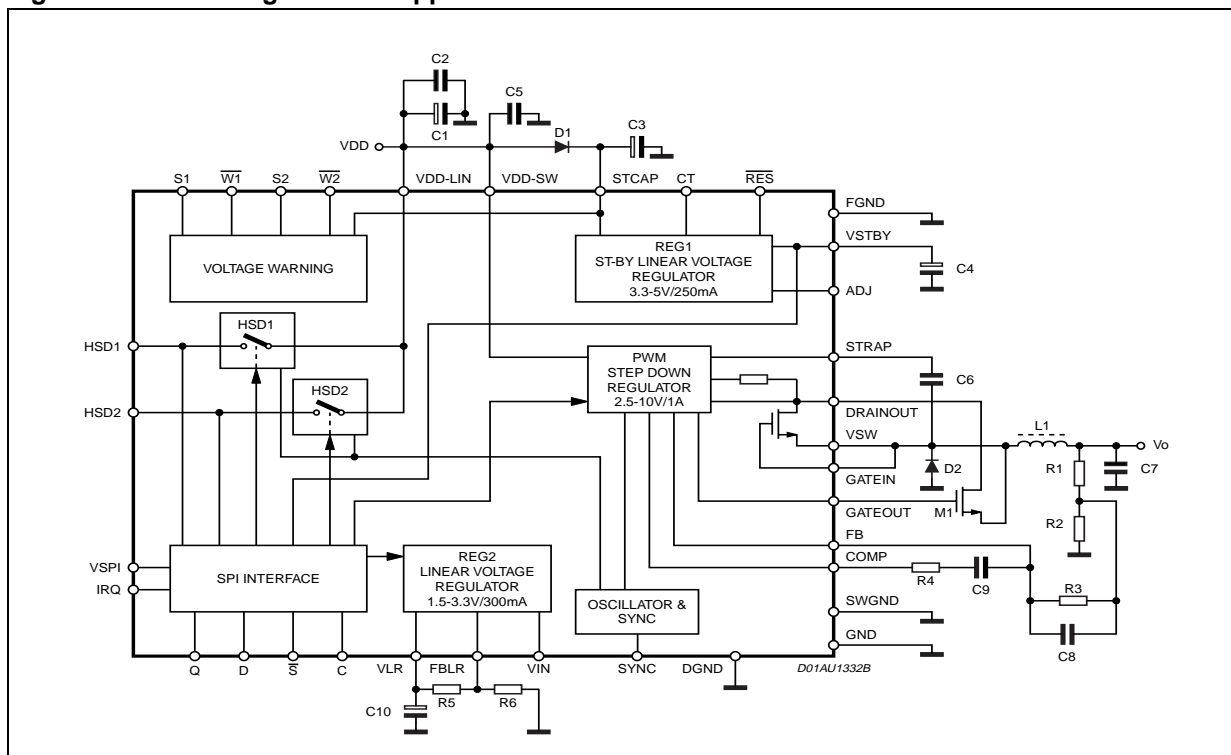 C2
C1
C5
D1
C3
VDD
S1
W1
S2
W2
VDD-LIN
VDD-SW
STCAP
CT
RES
FGND
VOLTAGE WARNING
REG1
ST-BY LINEAR VOLTAGE
REGULATOR
3.3-5V/250mA
VSTBY
C4
ADJ
HSD1
HSD1
HSD2
HSD2
PWM
STEP DOWN
REGULATOR
2.5-10V/1A
STRAP
C6
DRAINOUT
VSW
L1
Vo
D2
R1
C7
GATEIN
GATEOUT
M1
R2
FB
COMP
R4
C9
R3
C8
VSPI
IRQ
SPI INTERFACE
REG2
LINEAR VOLTAGE
REGULATOR
1.5-3.3V/300mA
OSCILLATOR &
SYNC
SWGND
GND
Q
D
S
C
VLR
FBLR
VIN
SYNC
DGND
D01AU1332B
C10
R5
R6